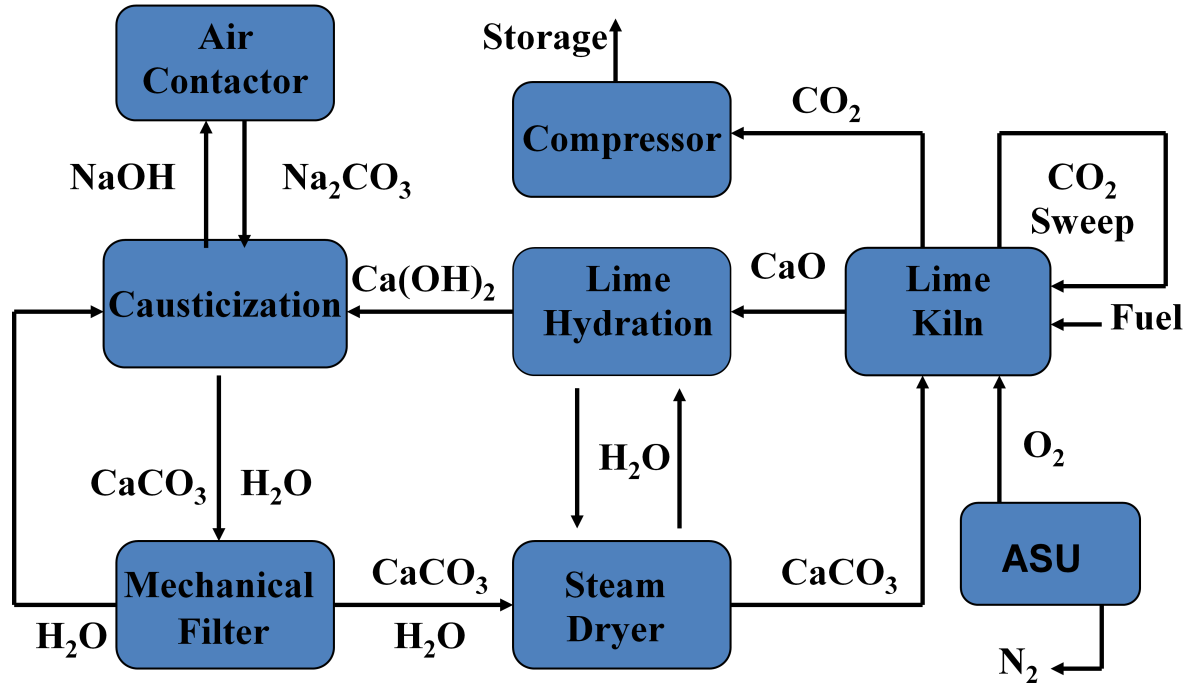 Air
Contactor
Storage
Compressor
CO₂
CO₂
Sweep
NaOH
Na₂CO₃
Causticization
Ca(OH)₂
Lime
Hydration
CaO
Lime
Kiln
Fuel
CaCO₃
H₂O
H₂O
O₂
Mechanical
Filter
H₂O
CaCO₃
H₂O
Steam
Dryer
CaCO₃
ASU
N₂